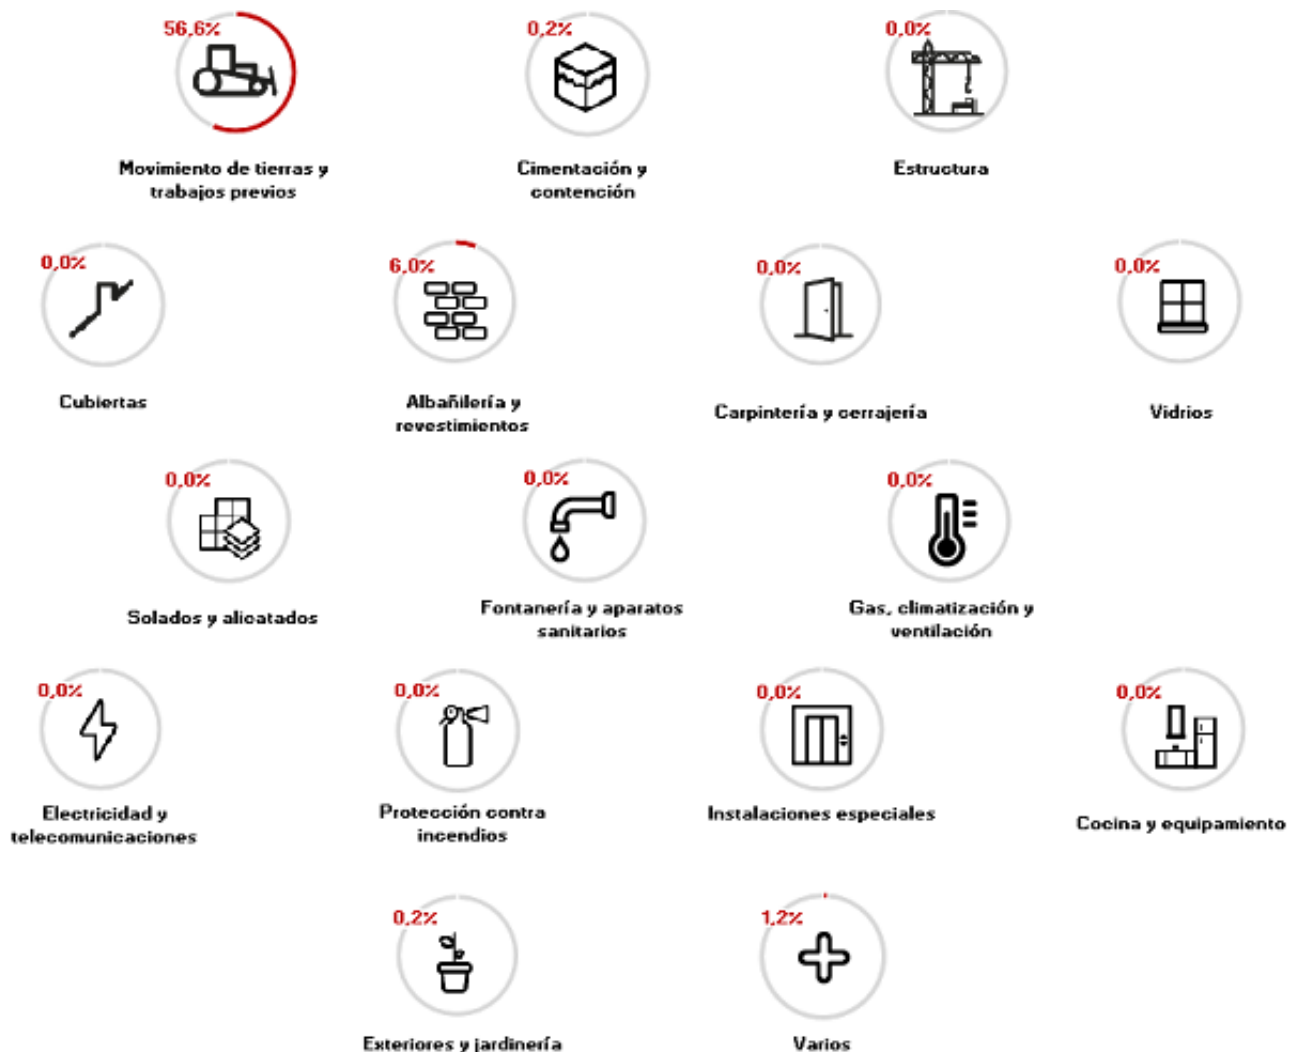 56,6%
0,2%
0,0%
Movimiento de tierras y
trabajos previos
Cimentación y
contención
Estructura
0,0%
6,0%
0,0%
0,0%
Cubiertas
Albañilería y
revestimientos
Carpintería y cerrajería
Vidrios
0,0%
0,0%
0,0%
Solados y alicatados
Fontanería y aparatos
sanitarios
Gas, climatización y
ventilación
0,0%
0,0%
0,0%
0,0%
Electricidad y
telecomunicaciones
Protección contra
incendios
Instalaciones especiales
Cocina y equipamiento
0,2%
1,2%
Exteriores y jardinería
Varios